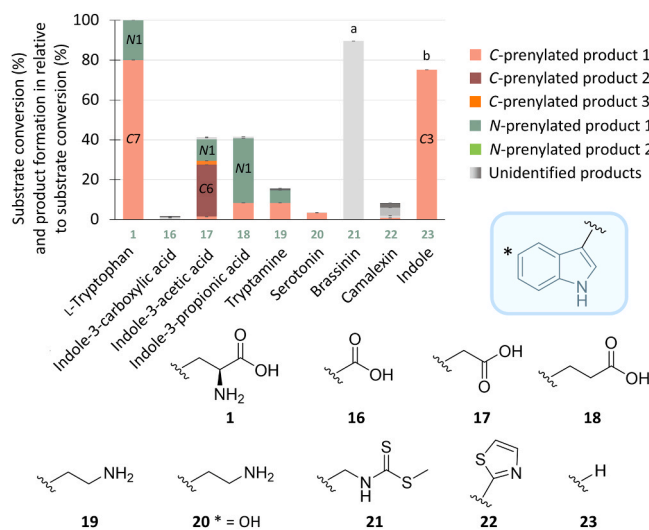 Substrate conversion (%)
and product formation in relative
to substrate conversion (%)
100
80
60
40
20
0
N1
C7
N1
C6
N1
a
b
C3
1 16 17 18 19 20 21 22 23
L-Tryptophan
Indole-3-carboxylic acid
Indole-3-acetic acid
Indole-3-propionic acid
Tryptamine
Serotonin
Brassinin
Camalexin
Indole
C-prenylated product 1
C-prenylated product 2
C-prenylated product 3
N-prenylated product 1
N-prenylated product 2
Unidentified products
*
N
H
O
OH
NH2
1
O
OH
16
OH
O
17
O
OH
18
NH2
19
NH2
20 * = OH
S
N
H
S
21
S
N
22
H
23